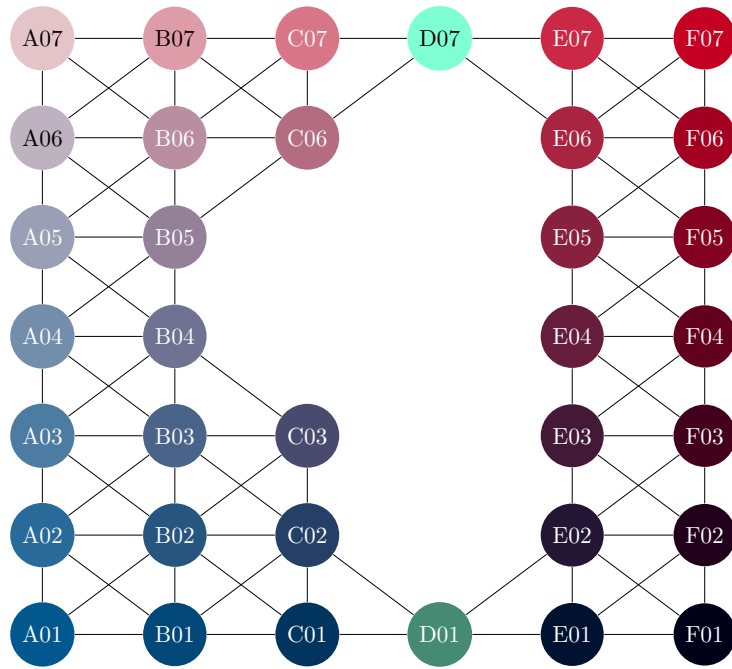 A07 B07 C07 D07 E07 F07
A06 B06 C06 E06 F06
A05 B05 E05 F05
A04 B04 E04 F04
A03 B03 C03 E03 F03
A02 B02 C02 E02 F02
A01 B01 C01 D01 E01 F01